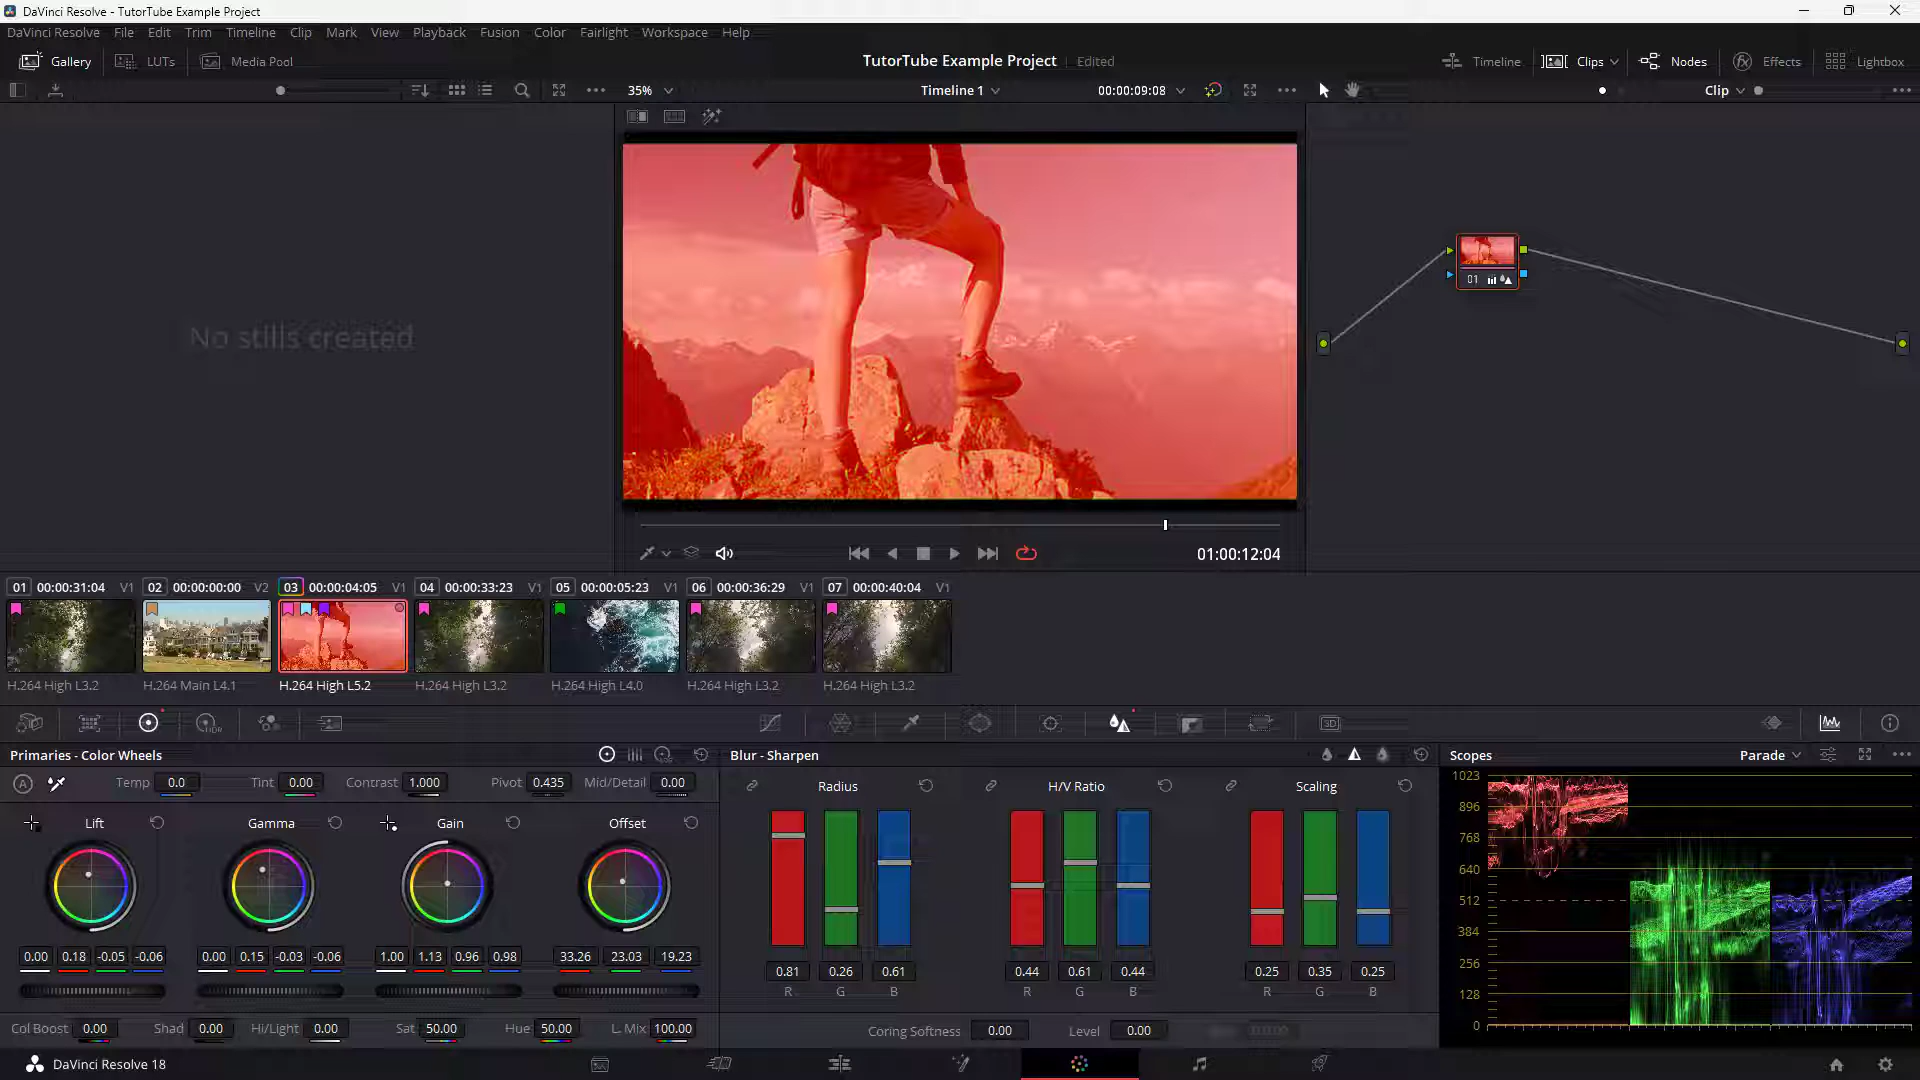 DaVinci Resolve - TutorTube Example Project
DaVinci Resolve File Edit Trim Timeline Clip Mark View Playback Fusion Color Fairlight Workspace Help
Gallery LUTs Media Pool TutorTube Example Project Edited Timeline Clips Nodes Effects Lightbox
35% Timeline 1 00:00:09:08 Clip
No stills created
01
01:00:12:04
01 00:00:31:04 V1 02 00:00:00:00 V2 03 00:00:04:05 V1 04 00:00:33:23 V1 05 00:00:05:23 V1 06 00:00:36:29 V1 07 00:00:40:04 V1
H.264 High L3.2 H.264 Main L4.1 H.264 High L5.2 H.264 High L3.2 H.264 High L4.0 H.264 High L3.2 H.264 High L3.2
HDR 3D
Primaries - Color Wheels Blur - Sharpen Scopes Parade
A Temp 0.0 Tint 0.00 Contrast 1.000 Pivot 0.435 Mid/Detail 0.00 Radius H/V Ratio Scaling
Lift Gamma Gain Offset
0.00 0.18 -0.05 -0.06 0.00 0.15 -0.03 -0.06 1.00 1.13 0.96 0.98 33.26 23.03 19.23
0.81 0.26 0.61 0.44 0.61 0.44 0.25 0.35 0.25
R G B R G B R G B
1023
896
768
640
512
384
256
128
0
Col Boost 0.00 Shad 0.00 Hi/Light 0.00 Sat 50.00 Hue 50.00 L. Mix 100.00 Coring Softness 0.00 Level 0.00
DaVinci Resolve 18